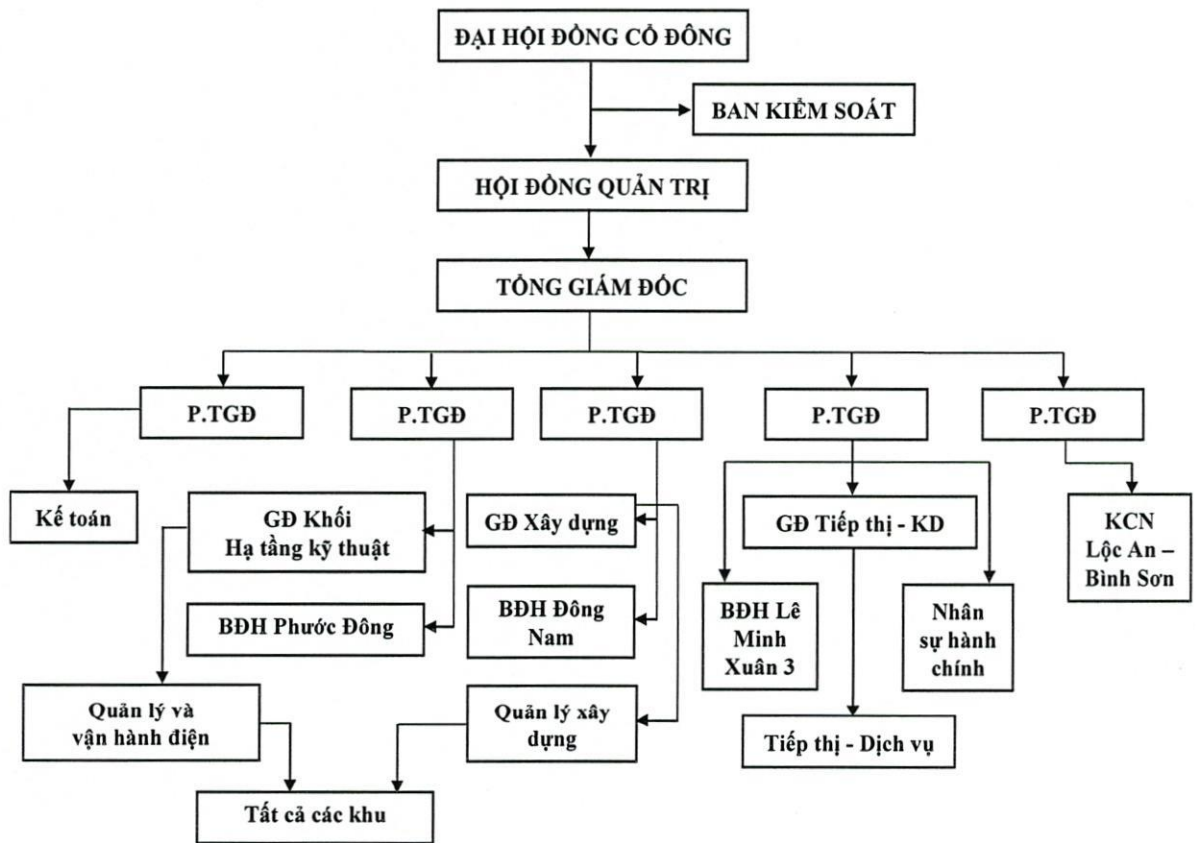 ĐẠI HỘI ĐỒNG CỔ ĐÔNG
BAN KIỂM SOÁT
HỘI ĐỒNG QUẢN TRỊ
TỔNG GIÁM ĐỐC
P.TGĐ
P.TGĐ
P.TGĐ
P.TGĐ
P.TGĐ
Kế toán
GĐ Khối
Hạ tầng kỹ thuật
GĐ Xây dựng
GĐ Tiếp thị - KD
KCN
Lộc An –
Bình Sơn
BĐH Phước Đông
BĐH Đông
Nam
BĐH Lê
Minh
Xuân 3
Nhân
sự hành
chính
Quản lý và
vận hành điện
Quản lý xây
dựng
Tiếp thị - Dịch vụ
Tất cả các khu